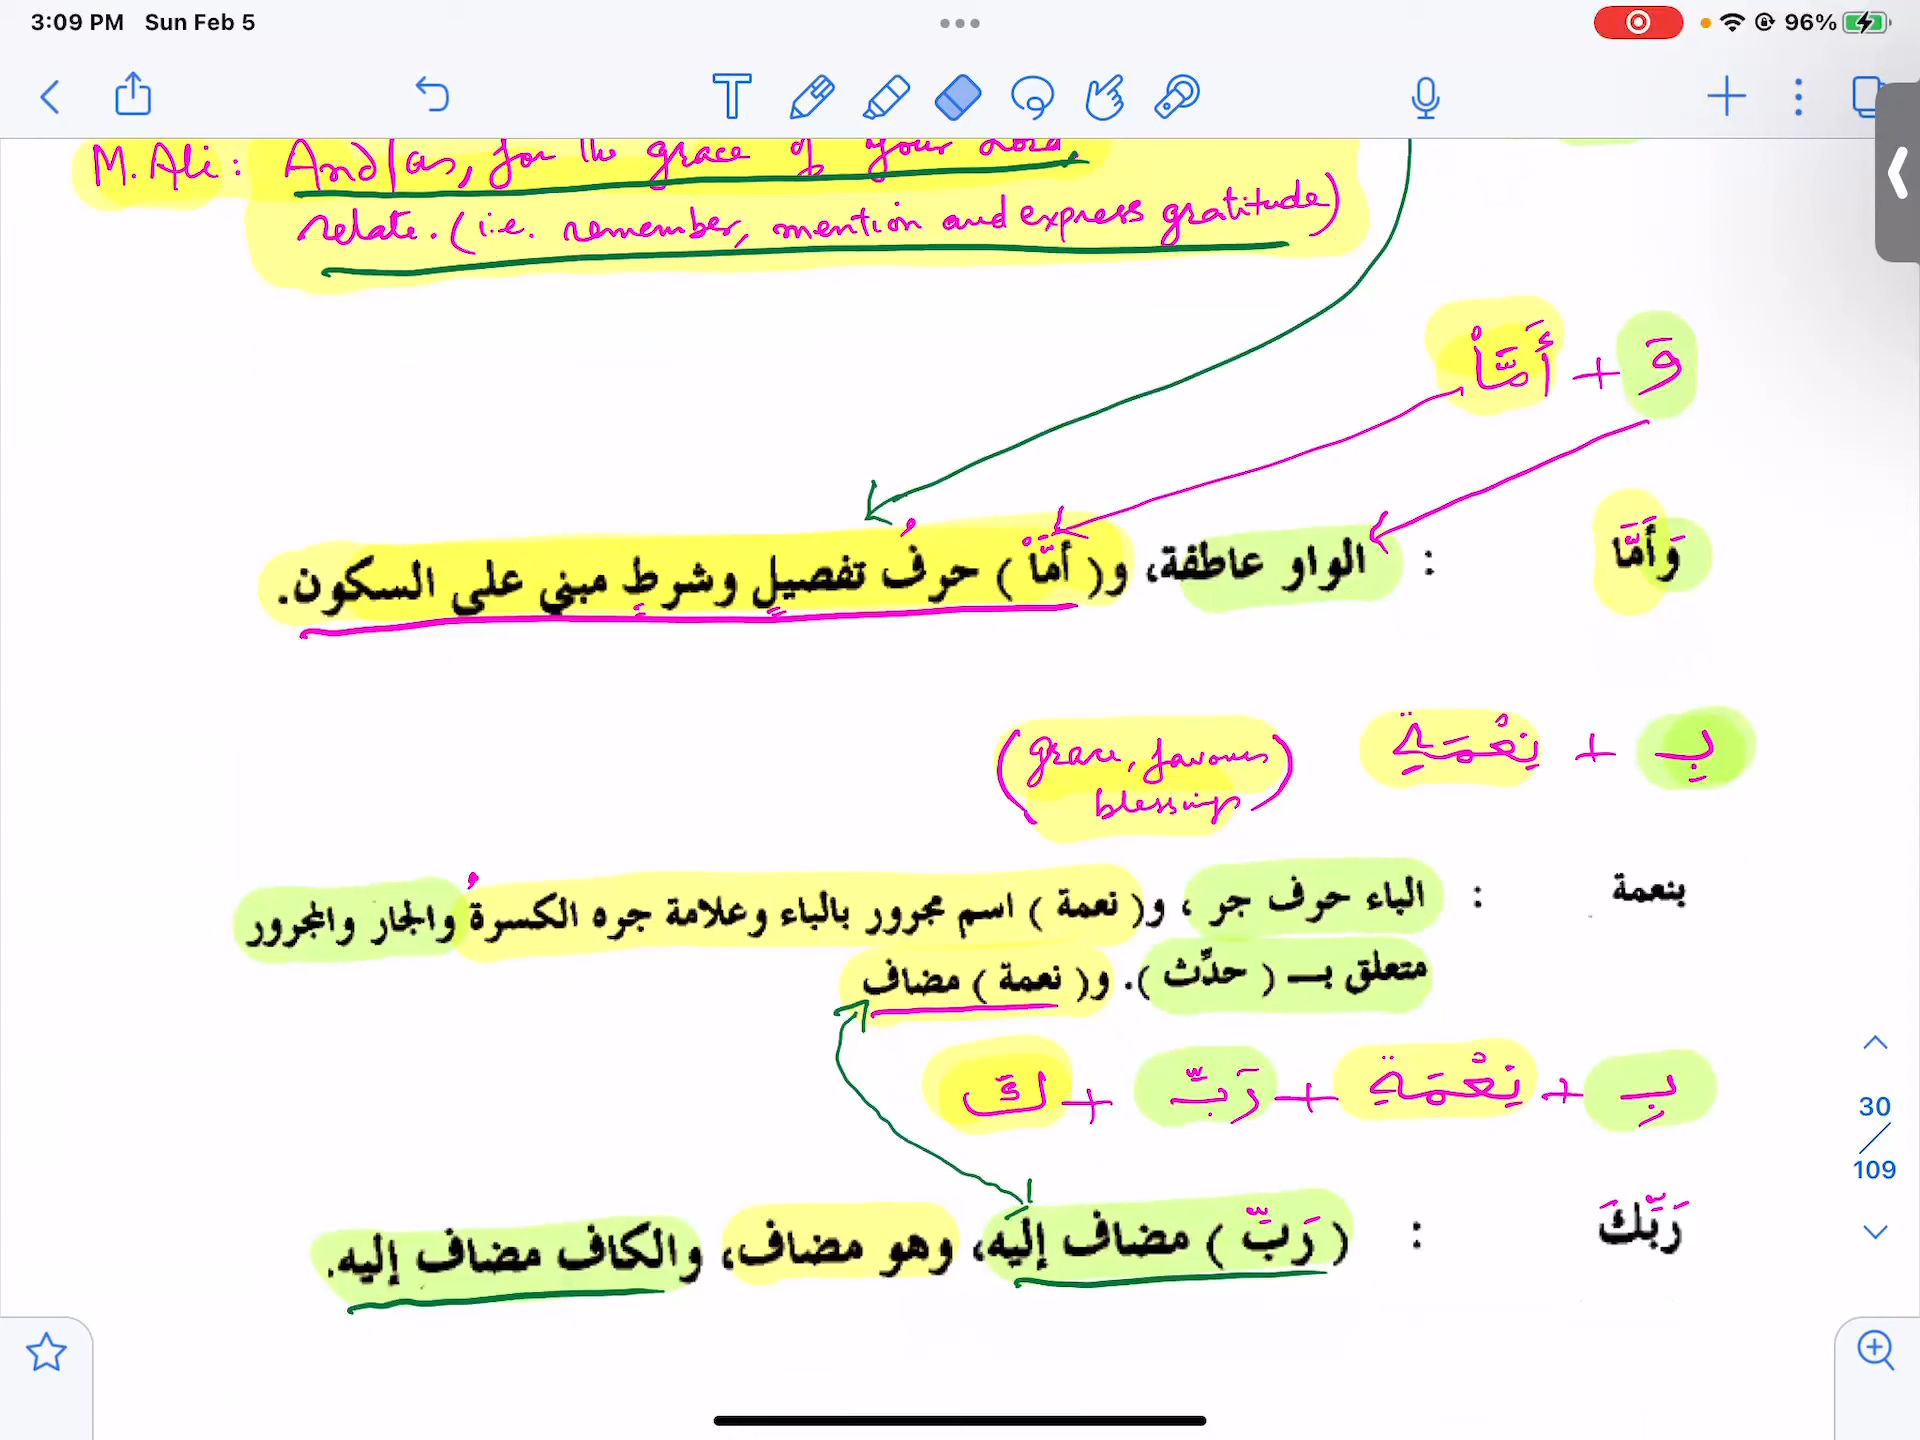 3:09 PM Sun Feb 5
96%
M. Ali: And/as, for the grace of your Lord,
relate. (i.e. remember, mention and express gratitude)
وَ + أَمَّاْ
وَأَمَّا : الواو عاطفة، و( أَمَّاْ ) حرفُ تفصيلٍ وشرطٍ مبني على السكون.
بِ + نِعْمَةِ
(grace, favours
blessings)
بنعمة : الباء حرف جر ، و( نعمة ) اسم مجرور بالباء وعلامة جره الكسرةُ والجار والمجرور
متعلق بـ ( حدِّث ). و( نعمة ) مضاف
بِ + نِعْمَةِ + رَبِّ + كَ
30
109
رَبِّكَ : ( رَبِّ ) مضاف إليه، وهو مضاف، والكاف مضاف إليه.